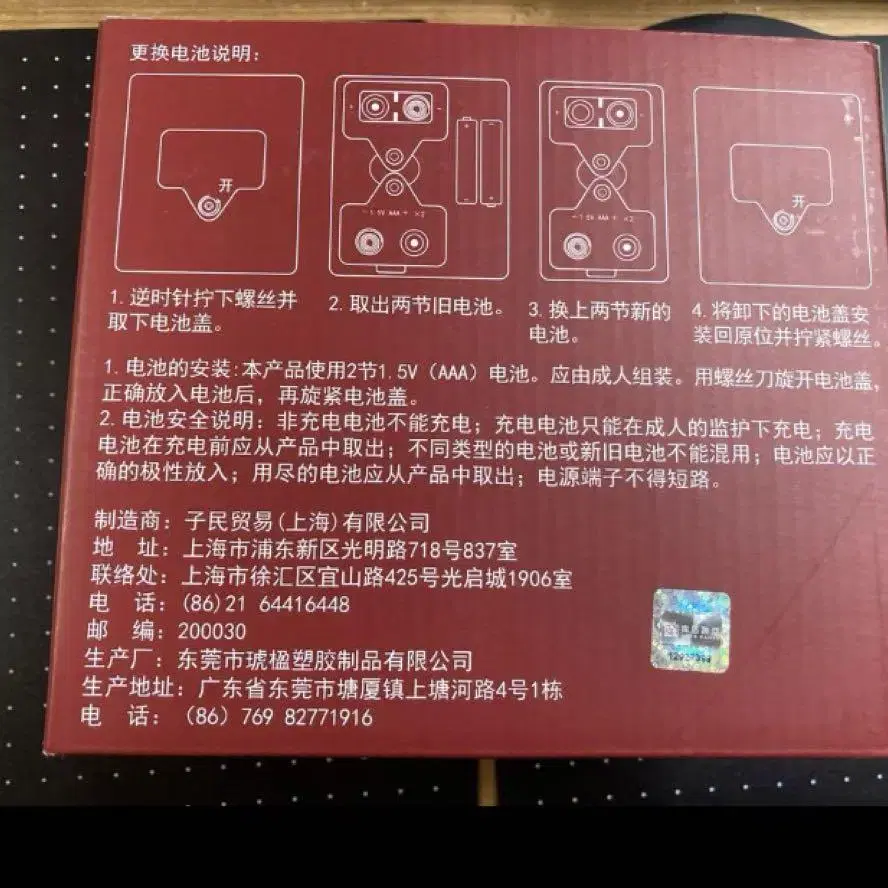 更换电池说明：
开
- 1.5V AAA + ×2
- 1.5V AAA + ×2
开
1. 逆时针拧下螺丝并
取下电池盖。
2. 取出两节旧电池。
3. 换上两节新的
电池。
4. 将卸下的电池盖安
装回原位并拧紧螺丝。
1. 电池的安装:本产品使用2节1.5V（AAA）电池。应由成人组装。用螺丝刀旋开电池盖,
正确放入电池后，再旋紧电池盖。
2. 电池安全说明：非充电电池不能充电；充电电池只能在成人的监护下充电；充电
电池在充电前应从产品中取出；不同类型的电池或新旧电池不能混用；电池应以正
确的极性放入；用尽的电池应从产品中取出；电源端子不得短路。
制造商：子民贸易(上海)有限公司
地 址：上海市浦东新区光明路718号837室
联络处：上海市徐汇区宜山路425号光启城1906室
电 话：(86)21 64416448
邮 编：200030
生产厂：东莞市琥楹塑胶制品有限公司
生产地址：广东省东莞市塘厦镇上塘河路4号1栋
电 话：（86）769 82771916